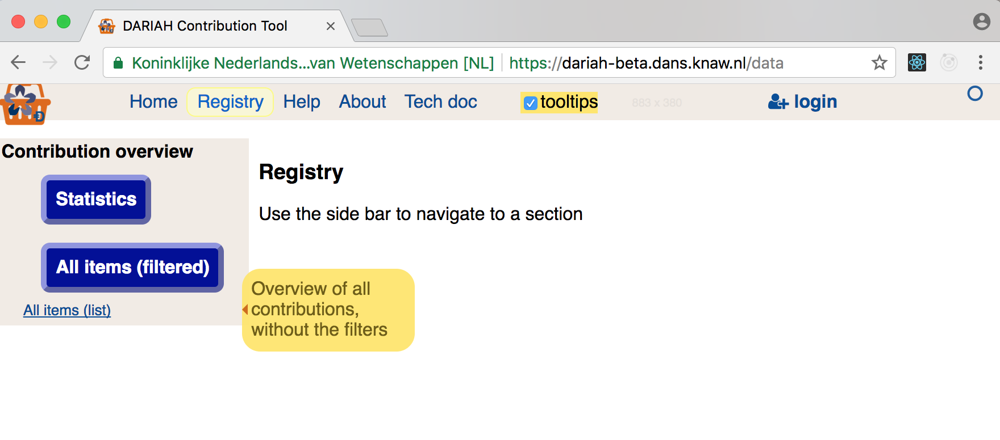 DARIAH Contribution Tool
Koninklijke Nederlands...van Wetenschappen [NL] https://dariah-beta.dans.knaw.nl/data
Home Registry Help About Tech doc tooltips 883 x 380 login
Contribution overview
Statistics
All items (filtered)
All items (list)
Registry
Use the side bar to navigate to a section
Overview of all
contributions,
without the filters